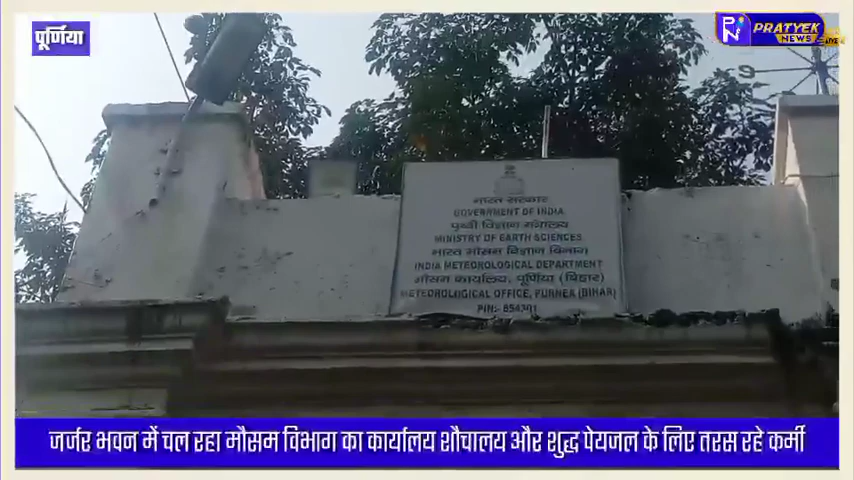 पूर्णिया
PN
PRATYEK
NEWS
LIVE
भारत सरकार
GOVERNMENT OF INDIA
पृथ्वी विज्ञान मंत्रालय
MINISTRY OF EARTH SCIENCES
भारत मौसम विज्ञान विभाग
INDIA METEOROLOGICAL DEPARTMENT
मौसम कार्यालय, पूर्णिया (बिहार)
METEOROLOGICAL OFFICE, PURNEA (BIHAR)
PIN:- 854301
जर्जर भवन में चल रहा मौसम विभाग का कार्यालय शौचालय और शुद्ध पेयजल के लिए तरस रहे कर्मी